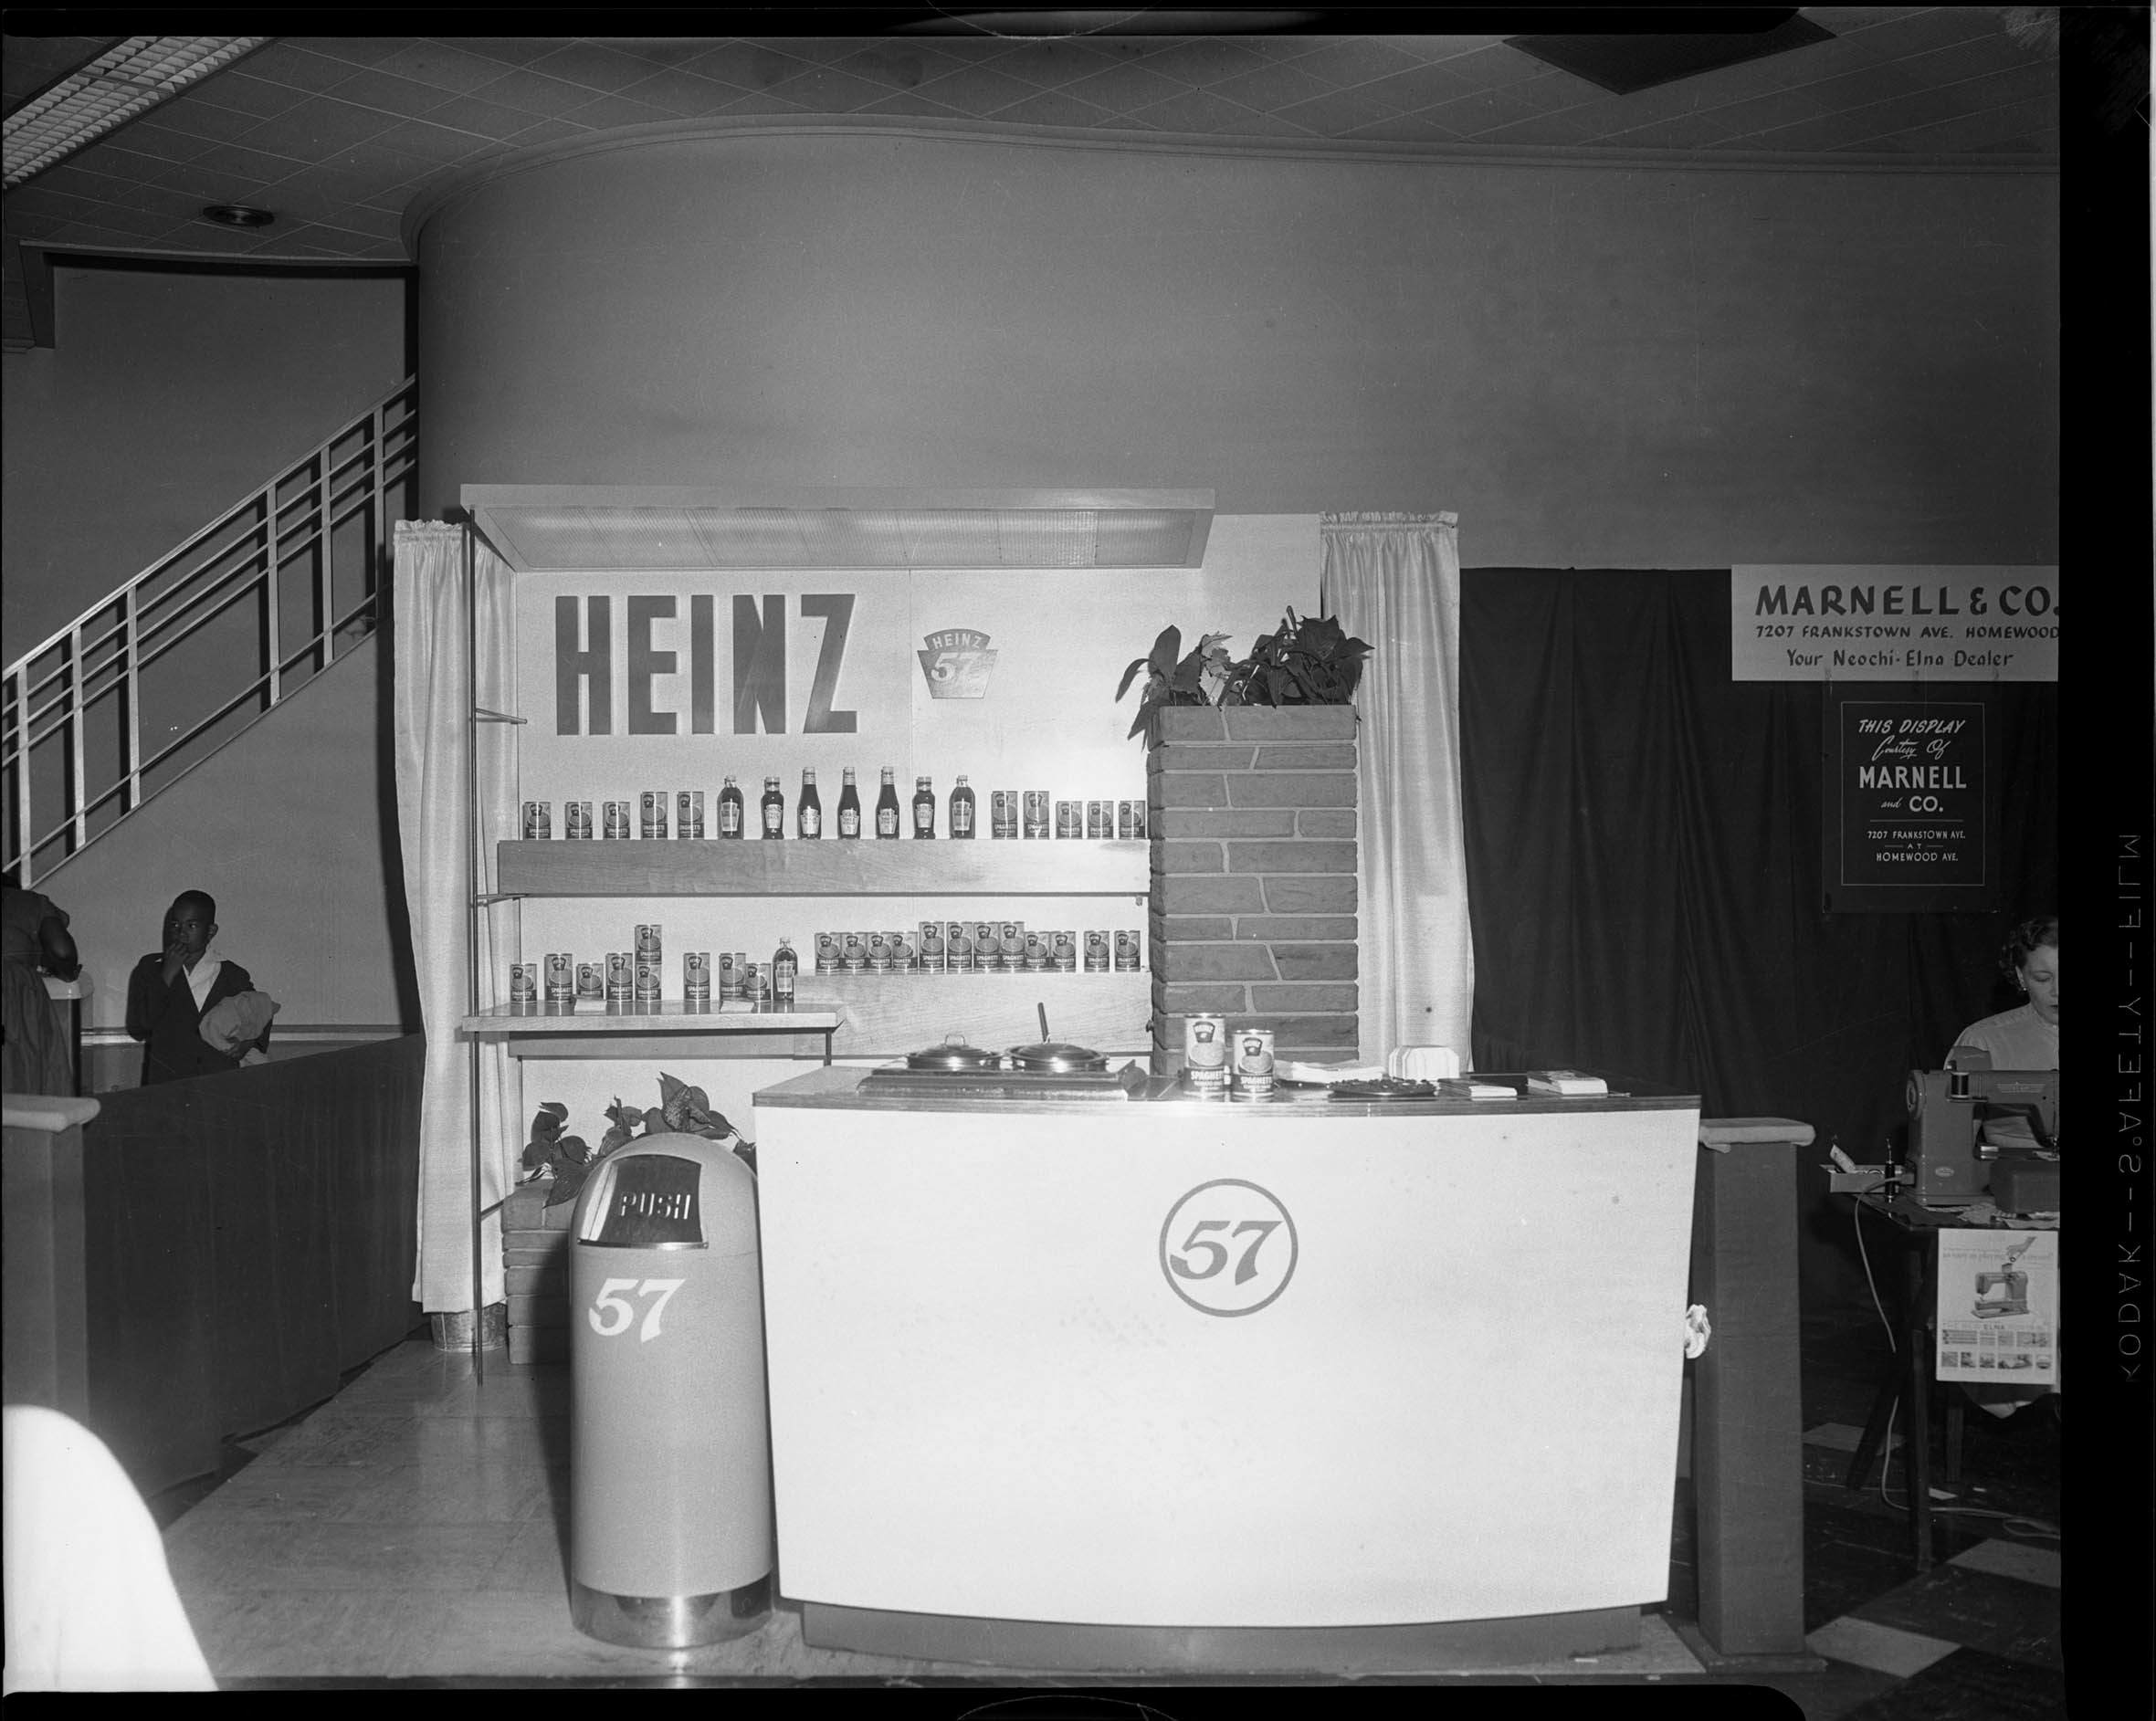 HEINZ
HEINZ
57
MARNELL & CO.
7207 FRANKSTOWN AVE. HOMEWOOD
Your Neochi-Elna Dealer
THIS DISPLAY
Courtesy Of
MARNELL
and CO.
7207 FRANKSTOWN AVE.
AT
HOMEWOOD AVE.
SPAGHETTI
SPAGHETTI
PUSH
57
57
ELNA
KODAK—SAFETY—FILM